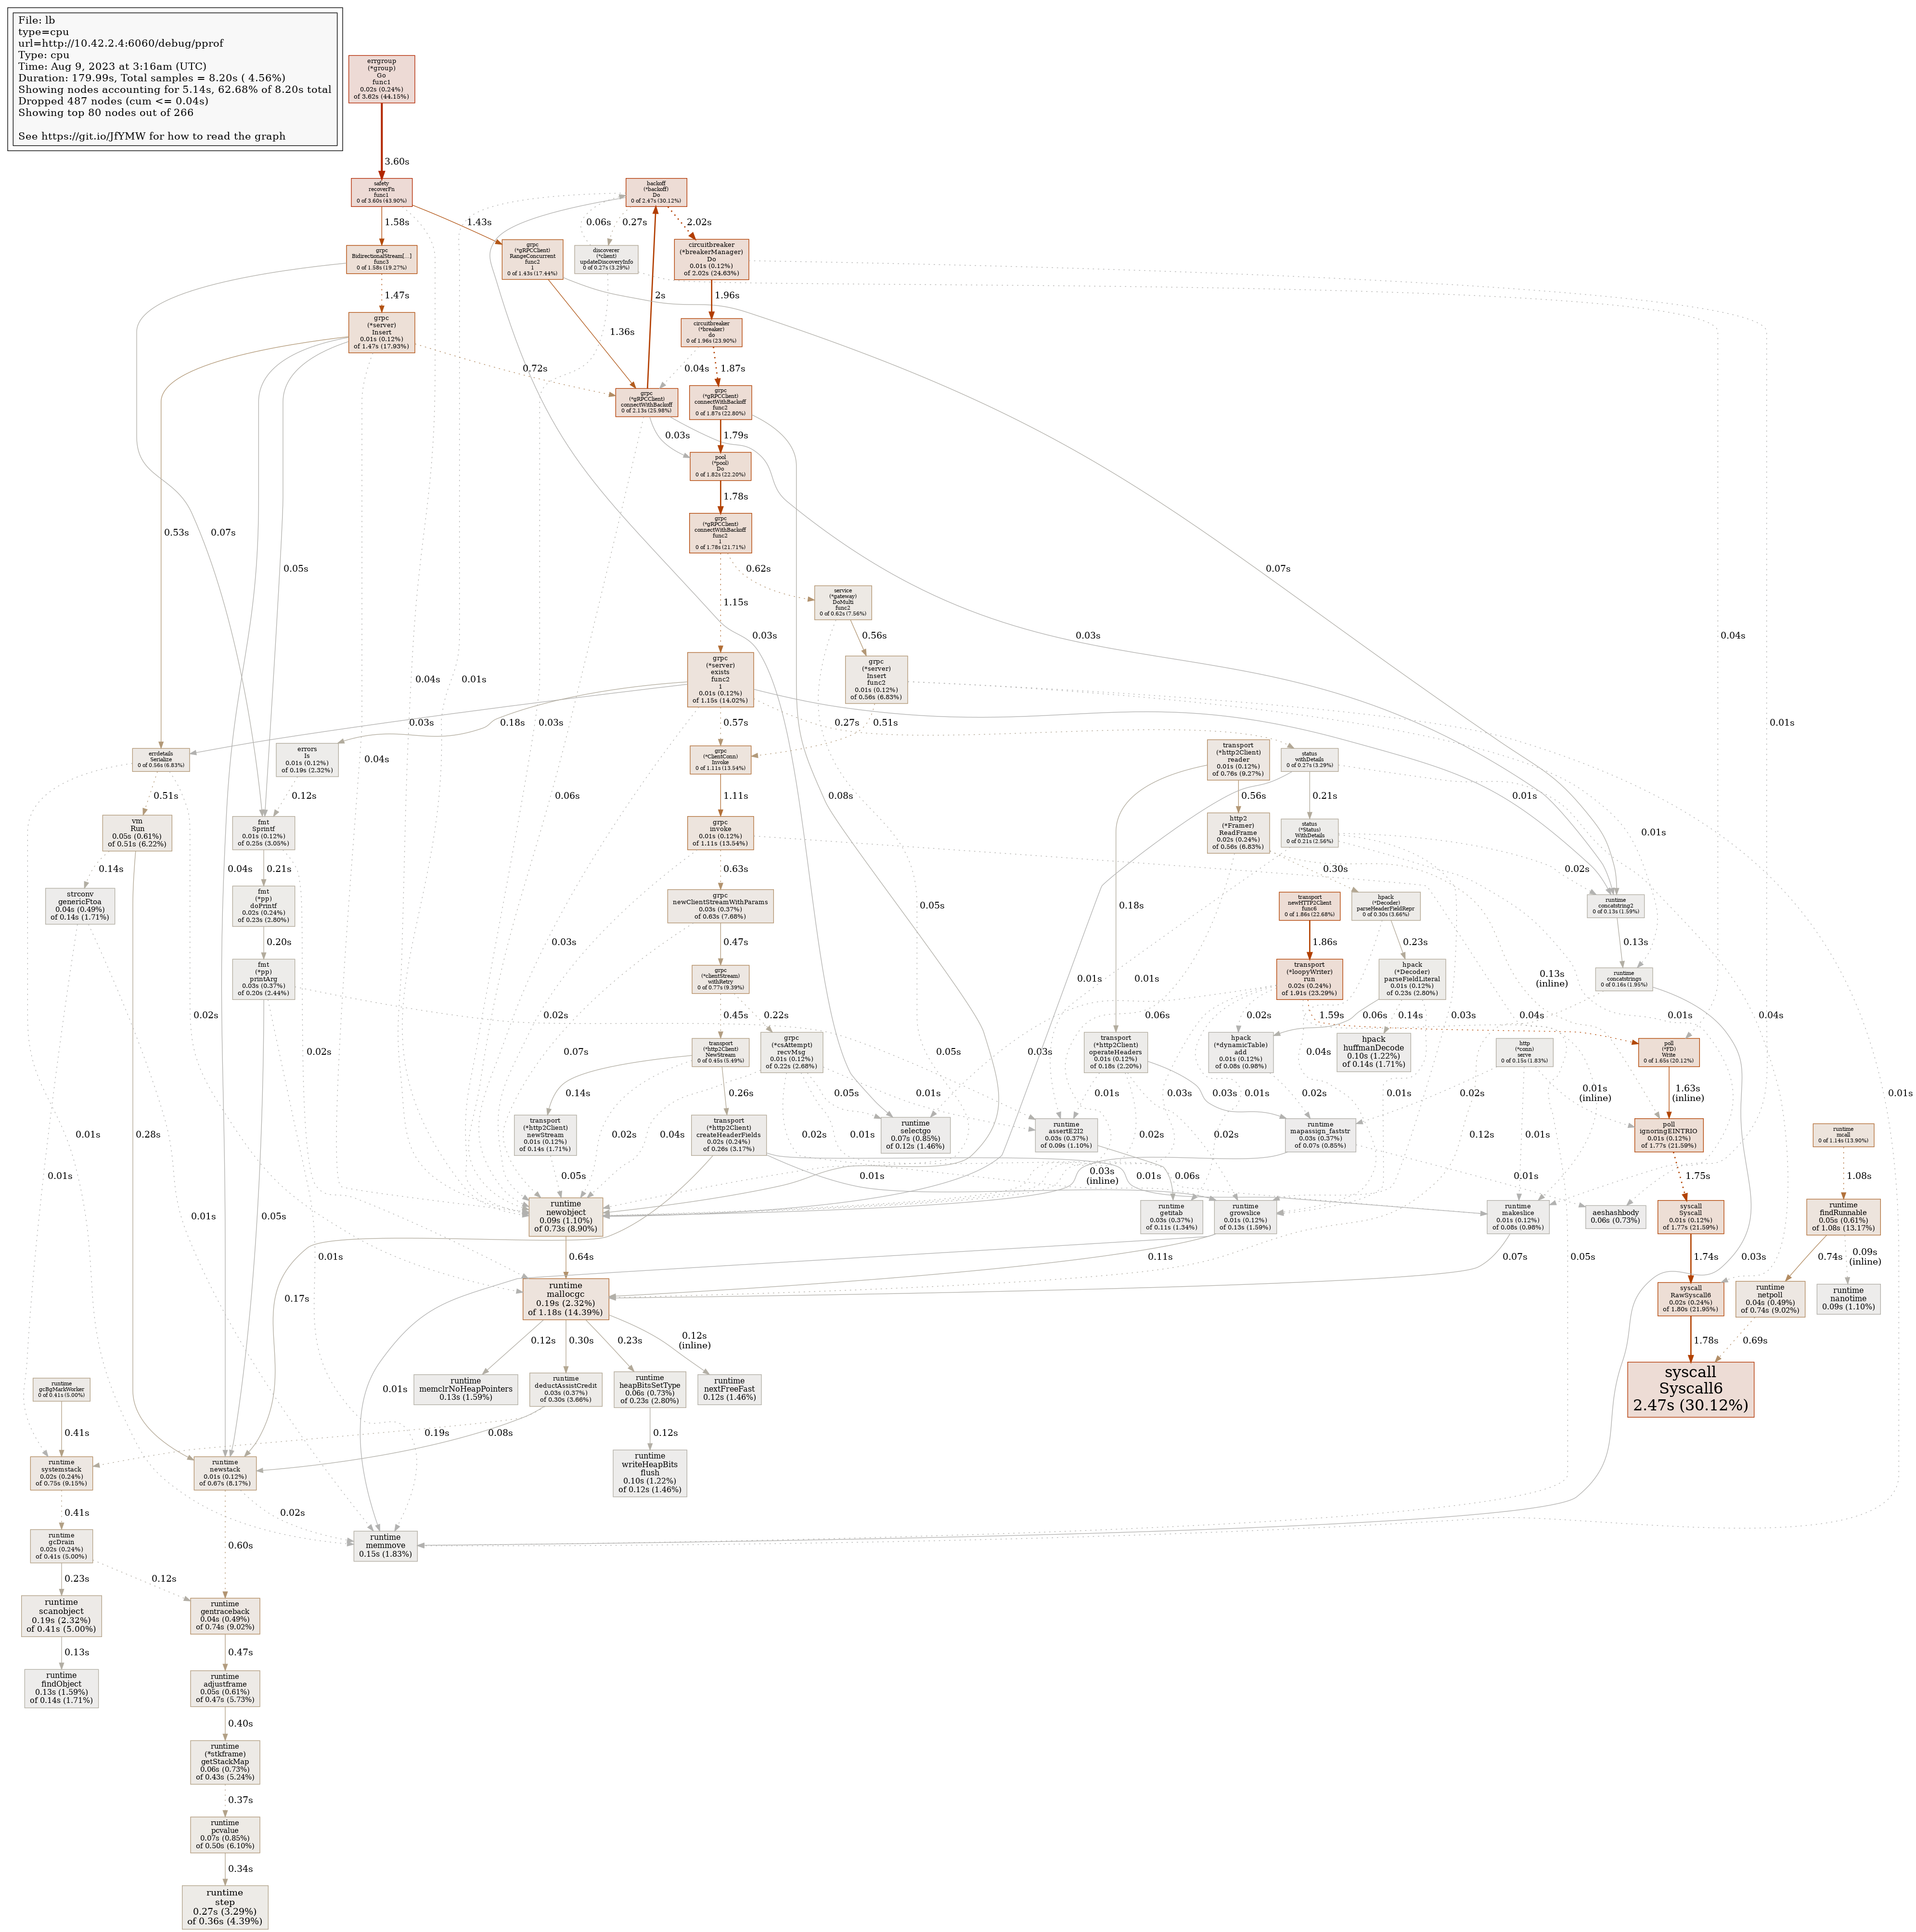 File: lb
type=cpu
url=http://10.42.2.4:6060/debug/pprof
Type: cpu
Time: Aug 9, 2023 at 3:16am (UTC)
Duration: 179.99s, Total samples = 8.20s ( 4.56%)
Showing nodes accounting for 5.14s, 62.68% of 8.20s total
Dropped 487 nodes (cum <= 0.04s)
Showing top 80 nodes out of 266
See https://git.io/JfYMW for how to read the graph
errgroup
(*group)
Go
func1
0.02s (0.24%)
of 3.62s (44.15%)
3.60s
safety
recoverFn
func1
0 of 3.60s (43.90%)
backoff
(*backoff)
Do
0 of 2.47s (30.12%)
1.58s
1.43s
0.06s
0.27s
2.02s
grpc
BidirectionalStream[...]
func3
0 of 1.58s (19.27%)
grpc
(*gRPCClient)
RangeConcurrent
func2
1
0 of 1.43s (17.44%)
discoverer
(*client)
updateDiscoveryInfo
0 of 0.27s (3.29%)
circuitbreaker
(*breakerManager)
Do
0.01s (0.12%)
of 2.02s (24.63%)
1.47s
2s
1.96s
grpc
(*server)
Insert
0.01s (0.12%)
of 1.47s (17.93%)
1.36s
circuitbreaker
(*breaker)
do
0 of 1.96s (23.90%)
0.72s
0.04s
1.87s
grpc
(*gRPCClient)
connectWithBackoff
0 of 2.13s (25.98%)
grpc
(*gRPCClient)
connectWithBackoff
func2
0 of 1.87s (22.80%)
0.03s
1.79s
pool
(*pool)
Do
0 of 1.82s (22.20%)
1.78s
grpc
(*gRPCClient)
connectWithBackoff
func2
1
0 of 1.78s (21.71%)
0.53s
0.07s
0.05s
0.62s
0.07s
service
(*gateway)
DoMulti
func2
0 of 0.62s (7.56%)
1.15s
0.03s
0.56s
0.03s
0.04s
grpc
(*server)
exists
func2
1
0.01s (0.12%)
of 1.15s (14.02%)
grpc
(*server)
Insert
func2
0.01s (0.12%)
of 0.56s (6.83%)
0.04s
0.01s
0.03s
0.18s
0.03s
0.57s
0.51s
0.27s
0.01s
errdetails
Serialize
0 of 0.56s (6.83%)
errors
Is
0.01s (0.12%)
of 0.19s (2.32%)
0.04s
grpc
(*ClientConn)
Invoke
0 of 1.11s (13.54%)
transport
(*http2Client)
reader
0.01s (0.12%)
of 0.76s (9.27%)
status
withDetails
0 of 0.27s (3.29%)
0.51s
0.12s
0.06s
1.11s
0.08s
0.56s
0.21s
0.01s
vm
Run
0.05s (0.61%)
of 0.51s (6.22%)
fmt
Sprintf
0.01s (0.12%)
of 0.25s (3.05%)
grpc
invoke
0.01s (0.12%)
of 1.11s (13.54%)
http2
(*Framer)
ReadFrame
0.02s (0.24%)
of 0.56s (6.83%)
status
(*Status)
WithDetails
0 of 0.21s (2.56%)
0.01s
0.14s
0.04s
0.21s
0.63s
0.30s
0.02s
strconv
genericFtoa
0.04s (0.49%)
of 0.14s (1.71%)
fmt
(*pp)
doPrintf
0.02s (0.24%)
of 0.23s (2.80%)
grpc
newClientStreamWithParams
0.03s (0.37%)
of 0.63s (7.68%)
0.05s
0.18s
transport
newHTTP2Client
func6
0 of 1.86s (22.68%)
hpack
(*Decoder)
parseHeaderFieldRepr
0 of 0.30s (3.66%)
runtime
concatstring2
0 of 0.13s (1.59%)
0.20s
0.03s
0.47s
1.86s
0.23s
0.13s
fmt
(*pp)
printArg
0.03s (0.37%)
of 0.20s (2.44%)
grpc
(*clientStream)
withRetry
0 of 0.77s (9.39%)
0.01s
0.01s
transport
(*loopyWriter)
run
0.02s (0.24%)
of 1.91s (23.29%)
hpack
(*Decoder)
parseFieldLiteral
0.01s (0.12%)
of 0.23s (2.80%)
0.13s
(inline)
runtime
concatstrings
0 of 0.16s (1.95%)
0.02s
0.02s
0.45s
0.22s
0.06s
0.02s
1.59s
0.06s
0.14s
0.03s
0.04s
0.01s
0.04s
0.02s
0.07s
transport
(*http2Client)
NewStream
0 of 0.45s (5.49%)
grpc
(*csAttempt)
recvMsg
0.01s (0.12%)
of 0.22s (2.68%)
0.05s
0.03s
transport
(*http2Client)
operateHeaders
0.01s (0.12%)
of 0.18s (2.20%)
hpack
(*dynamicTable)
add
0.01s (0.12%)
of 0.08s (0.98%)
0.04s
hpack
huffmanDecode
0.10s (1.22%)
of 0.14s (1.71%)
http
(*conn)
serve
0 of 0.15s (1.83%)
poll
(*FD)
Write
0 of 1.65s (20.12%)
0.14s
0.26s
0.05s
0.01s
0.01s
0.03s
0.03s
0.01s
0.02s
0.01s
0.02s
0.01s
(inline)
1.63s
(inline)
0.01s
transport
(*http2Client)
newStream
0.01s (0.12%)
of 0.14s (1.71%)
transport
(*http2Client)
createHeaderFields
0.02s (0.24%)
of 0.26s (3.17%)
runtime
selectgo
0.07s (0.85%)
of 0.12s (1.46%)
runtime
assertE2I2
0.03s (0.37%)
of 0.09s (1.10%)
runtime
mapassign_faststr
0.03s (0.37%)
of 0.07s (0.85%)
poll
ignoringEINTRIO
0.01s (0.12%)
of 1.77s (21.59%)
runtime
mcall
0 of 1.14s (13.90%)
0.28s
0.02s
0.04s
0.02s
0.01s
0.02s
0.02s
0.12s
0.01s
0.01s
0.05s
0.01s
0.03s
(inline)
0.06s
0.01s
0.01s
1.75s
1.08s
runtime
newobject
0.09s (1.10%)
of 0.73s (8.90%)
runtime
getitab
0.03s (0.37%)
of 0.11s (1.34%)
runtime
growslice
0.01s (0.12%)
of 0.13s (1.59%)
runtime
makeslice
0.01s (0.12%)
of 0.08s (0.98%)
aeshashbody
0.06s (0.73%)
syscall
Syscall
0.01s (0.12%)
of 1.77s (21.59%)
runtime
findRunnable
0.05s (0.61%)
of 1.08s (13.17%)
0.01s
0.05s
0.01s
0.64s
0.11s
0.07s
0.05s
1.74s
0.03s
0.74s
0.09s
(inline)
0.17s
runtime
mallocgc
0.19s (2.32%)
of 1.18s (14.39%)
syscall
RawSyscall6
0.02s (0.24%)
of 1.80s (21.95%)
runtime
netpoll
0.04s (0.49%)
of 0.74s (9.02%)
runtime
nanotime
0.09s (1.10%)
0.12s
0.30s
0.23s
0.12s
(inline)
1.78s
0.69s
runtime
gcBgMarkWorker
0 of 0.41s (5.00%)
0.01s
runtime
memclrNoHeapPointers
0.13s (1.59%)
runtime
deductAssistCredit
0.03s (0.37%)
of 0.30s (3.66%)
runtime
heapBitsSetType
0.06s (0.73%)
of 0.23s (2.80%)
runtime
nextFreeFast
0.12s (1.46%)
syscall
Syscall6
2.47s (30.12%)
0.41s
0.19s
0.08s
0.12s
runtime
systemstack
0.02s (0.24%)
of 0.75s (9.15%)
runtime
newstack
0.01s (0.12%)
of 0.67s (8.17%)
runtime
writeHeapBits
flush
0.10s (1.22%)
of 0.12s (1.46%)
0.41s
0.02s
runtime
gcDrain
0.02s (0.24%)
of 0.41s (5.00%)
0.60s
runtime
memmove
0.15s (1.83%)
0.23s
0.12s
runtime
scanobject
0.19s (2.32%)
of 0.41s (5.00%)
runtime
gentraceback
0.04s (0.49%)
of 0.74s (9.02%)
0.13s
0.47s
runtime
findObject
0.13s (1.59%)
of 0.14s (1.71%)
runtime
adjustframe
0.05s (0.61%)
of 0.47s (5.73%)
0.40s
runtime
(*stkframe)
getStackMap
0.06s (0.73%)
of 0.43s (5.24%)
0.37s
runtime
pcvalue
0.07s (0.85%)
of 0.50s (6.10%)
0.34s
runtime
step
0.27s (3.29%)
of 0.36s (4.39%)